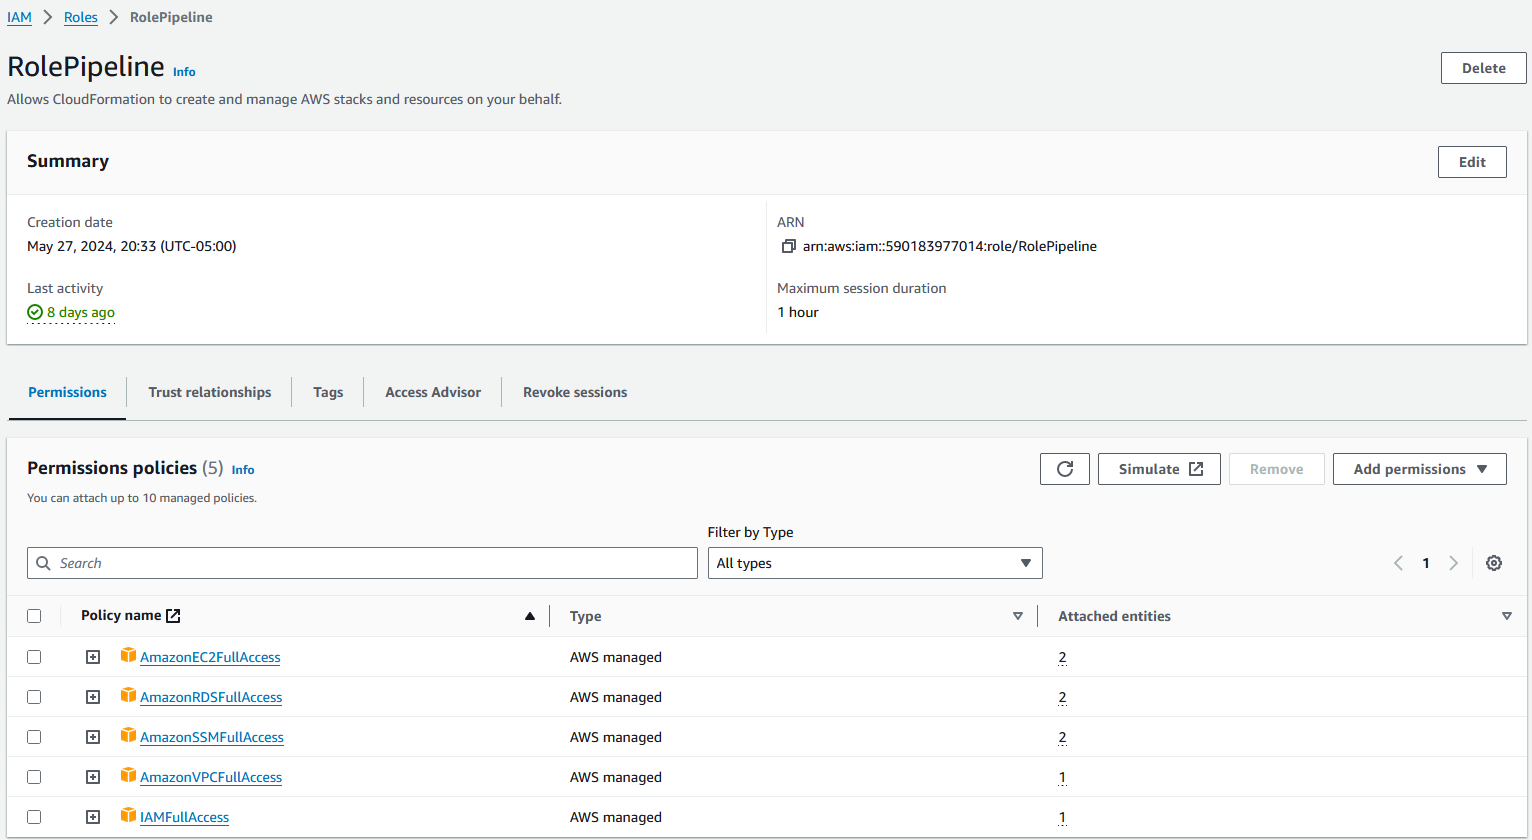 IAM > Roles > RolePipeline
RolePipeline Info
Delete
Allows CloudFormation to create and manage AWS stacks and resources on your behalf.
Summary
Edit
Creation date
May 27, 2024, 20:33 (UTC-05:00)
ARN
arn:aws:iam::590183977014:role/RolePipeline
Last activity
8 days ago
Maximum session duration
1 hour
Permissions Trust relationships Tags Access Advisor Revoke sessions
Permissions policies (5) Info
Simulate Remove Add permissions
You can attach up to 10 managed policies.
Filter by Type
Search All types 1
Policy name Type Attached entities
AmazonEC2FullAccess AWS managed 2
AmazonRDSFullAccess AWS managed 2
AmazonSSMFullAccess AWS managed 2
AmazonVPCFullAccess AWS managed 1
IAMFullAccess AWS managed 1